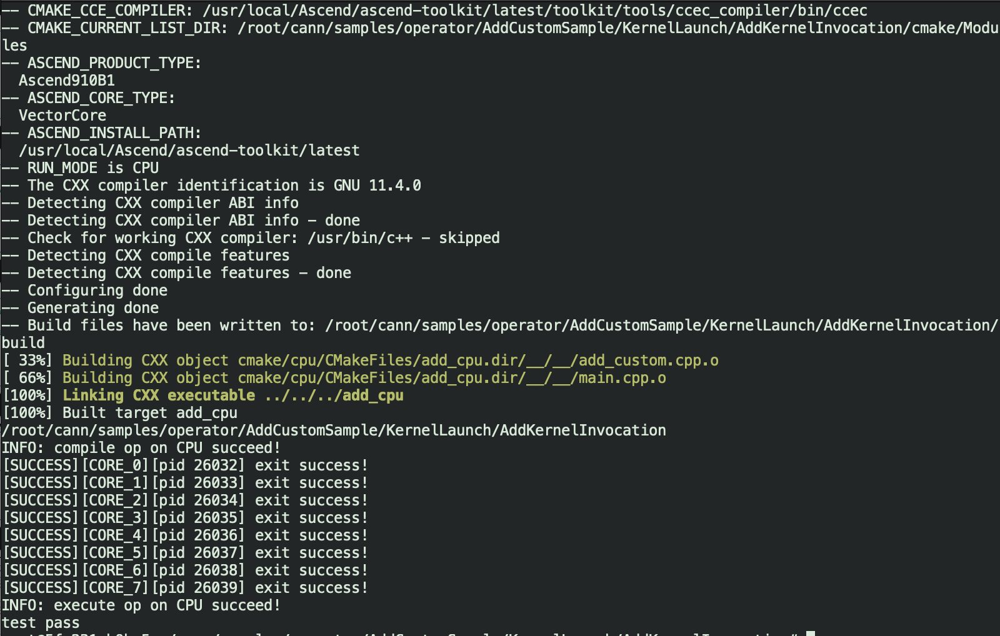 -- CMAKE_CCE_COMPILER: /usr/local/Ascend/ascend-toolkit/latest/toolkit/tools/ccec_compiler/bin/ccec
-- CMAKE_CURRENT_LIST_DIR: /root/cann/samples/operator/AddCustomSample/KernelLaunch/AddKernelInvocation/cmake/Modu
les
-- ASCEND_PRODUCT_TYPE:
  Ascend910B1
-- ASCEND_CORE_TYPE:
  VectorCore
-- ASCEND_INSTALL_PATH:
  /usr/local/Ascend/ascend-toolkit/latest
-- RUN_MODE is CPU
-- The CXX compiler identification is GNU 11.4.0
-- Detecting CXX compiler ABI info
-- Detecting CXX compiler ABI info - done
-- Check for working CXX compiler: /usr/bin/c++ - skipped
-- Detecting CXX compile features
-- Detecting CXX compile features - done
-- Configuring done
-- Generating done
-- Build files have been written to: /root/cann/samples/operator/AddCustomSample/KernelLaunch/AddKernelInvocation/
build
[ 33%] Building CXX object cmake/cpu/CMakeFiles/add_cpu.dir/__/__/add_custom.cpp.o
[ 66%] Building CXX object cmake/cpu/CMakeFiles/add_cpu.dir/__/__/main.cpp.o
[100%] Linking CXX executable ../../../add_cpu
[100%] Built target add_cpu
/root/cann/samples/operator/AddCustomSample/KernelLaunch/AddKernelInvocation
INFO: compile op on CPU succeed!
[SUCCESS][CORE_0][pid 26032] exit success!
[SUCCESS][CORE_1][pid 26033] exit success!
[SUCCESS][CORE_2][pid 26034] exit success!
[SUCCESS][CORE_3][pid 26035] exit success!
[SUCCESS][CORE_4][pid 26036] exit success!
[SUCCESS][CORE_5][pid 26037] exit success!
[SUCCESS][CORE_6][pid 26038] exit success!
[SUCCESS][CORE_7][pid 26039] exit success!
INFO: execute op on CPU succeed!
test pass